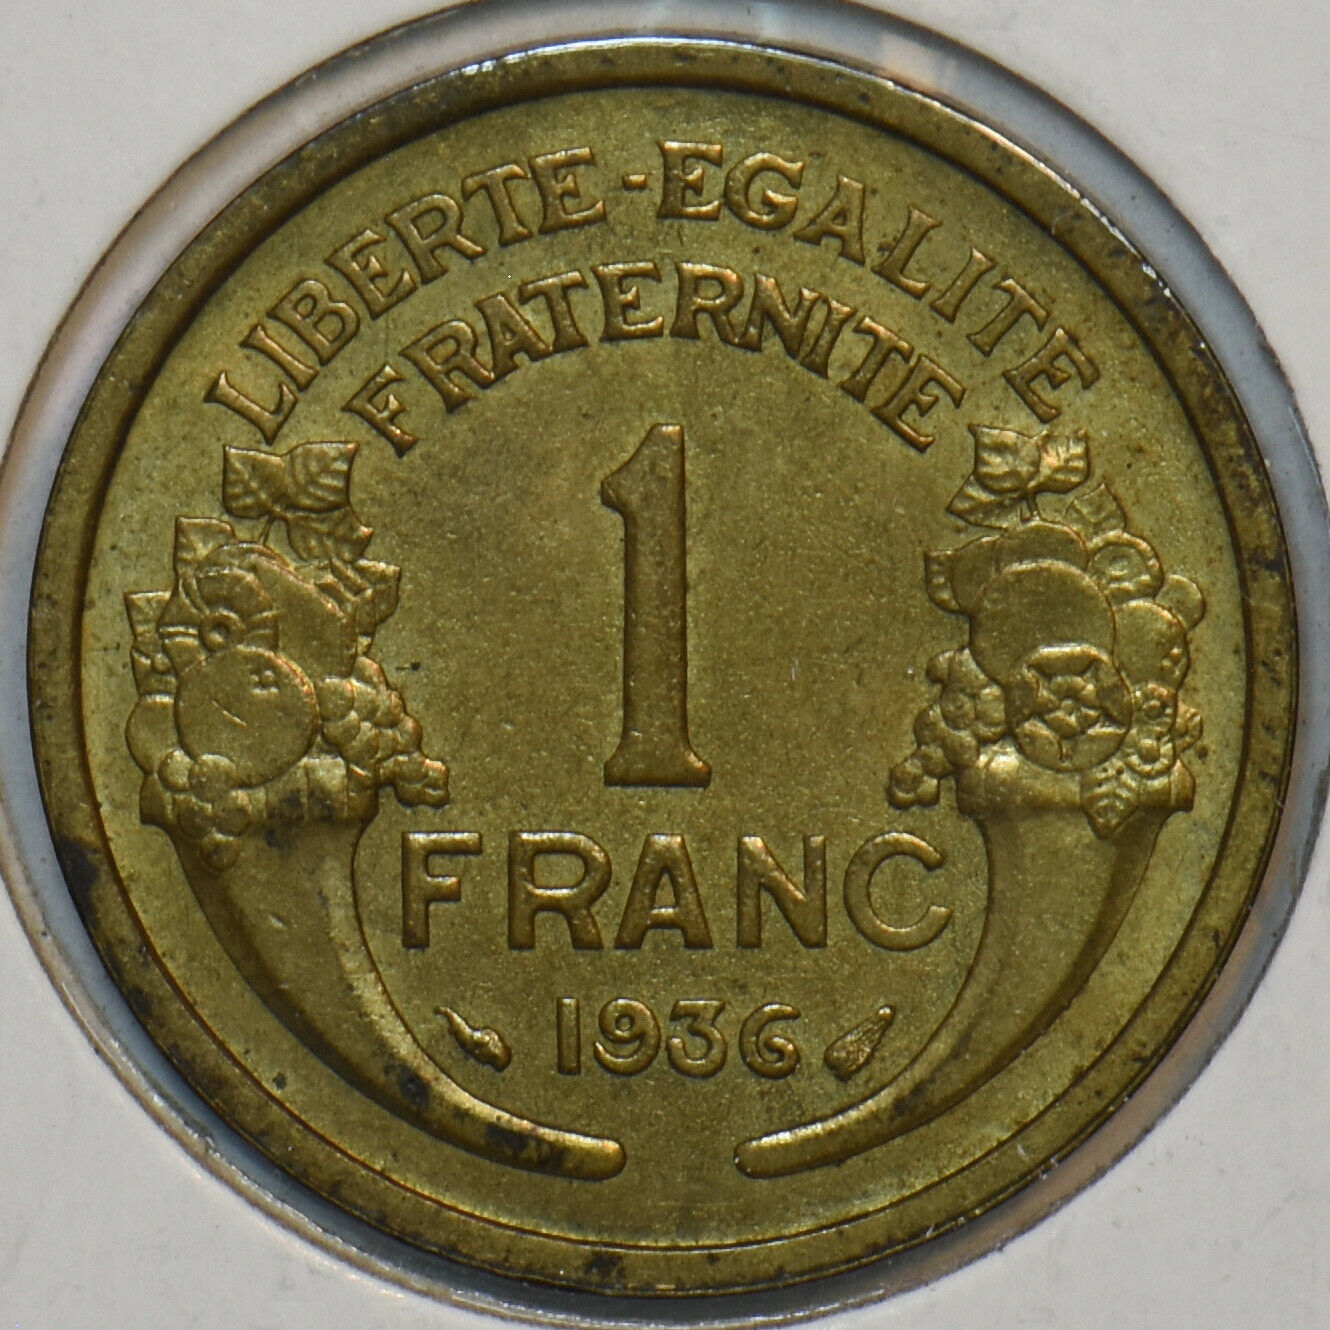 LIBERTE-EGALITE
FRATERNITE
1
FRANC
1936